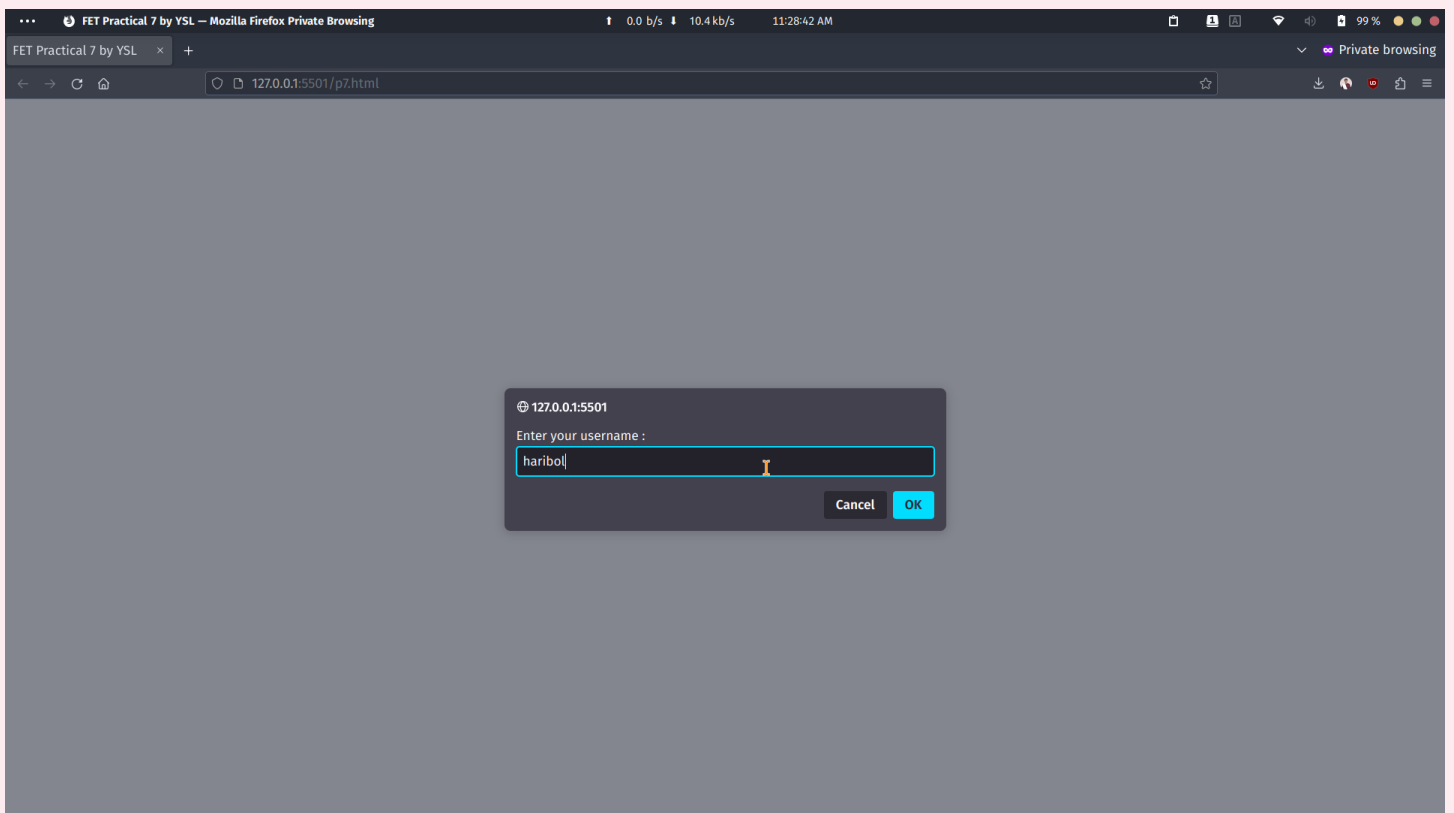 FET Practical 7 by YSL — Mozilla Firefox Private Browsing
0.0 b/s 10.4 kb/s
11:28:42 AM
1
A
99 %
FET Practical 7 by YSL
Private browsing
127.0.0.1:5501/p7.html
127.0.0.1:5501
Enter your username :
haribol
Cancel
OK